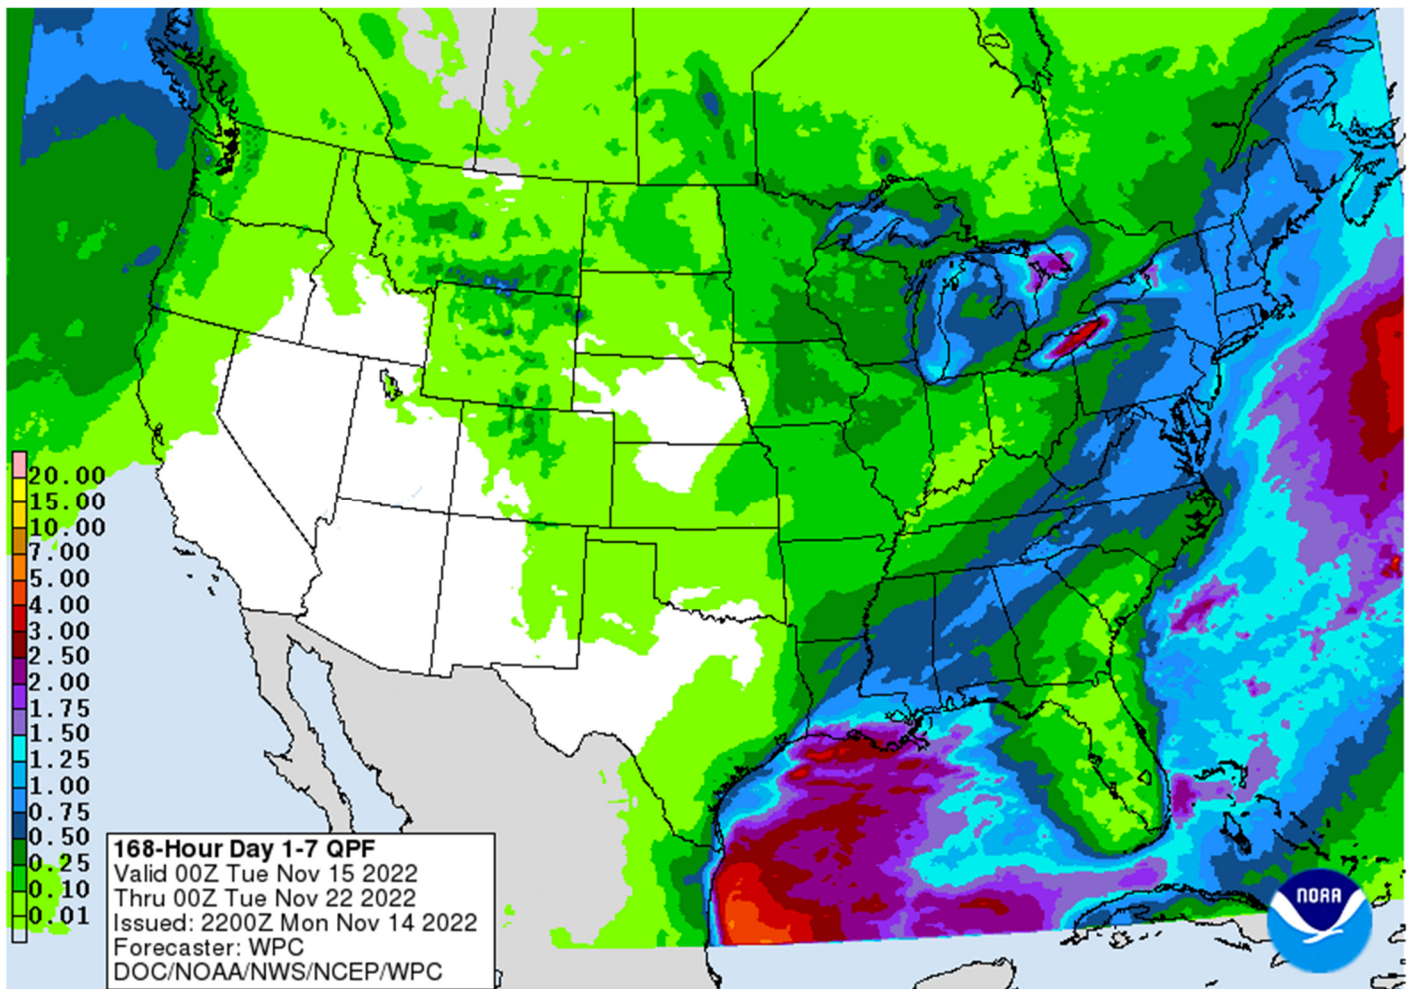 20.00
15.00
10.00
7.00
5.00
4.00
3.00
2.50
2.00
1.75
1.50
1.25
1.00
0.75
0.50
0.25
0.10
0.01
168-Hour Day 1-7 QPF
Valid 00Z Tue Nov 15 2022
Thru 00Z Tue Nov 22 2022
Issued: 2200Z Mon Nov 14 2022
Forecaster: WPC
DOC/NOAA/NWS/NCEP/WPC
NOAA